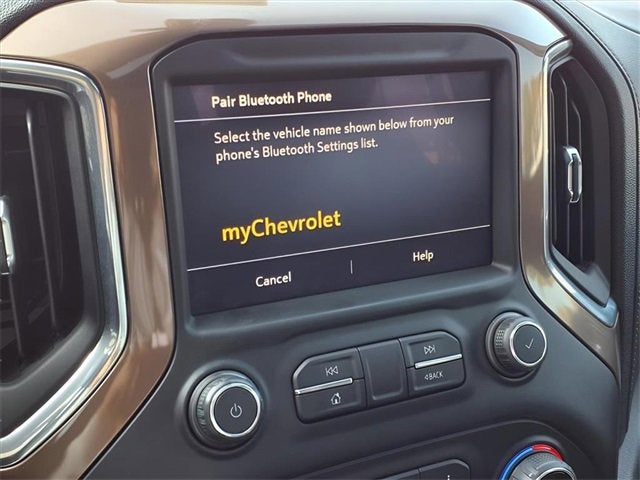 Pair Bluetooth Phone
Select the vehicle name shown below from your
phone's Bluetooth Settings list.
myChevrolet
Cancel
Help
BACK